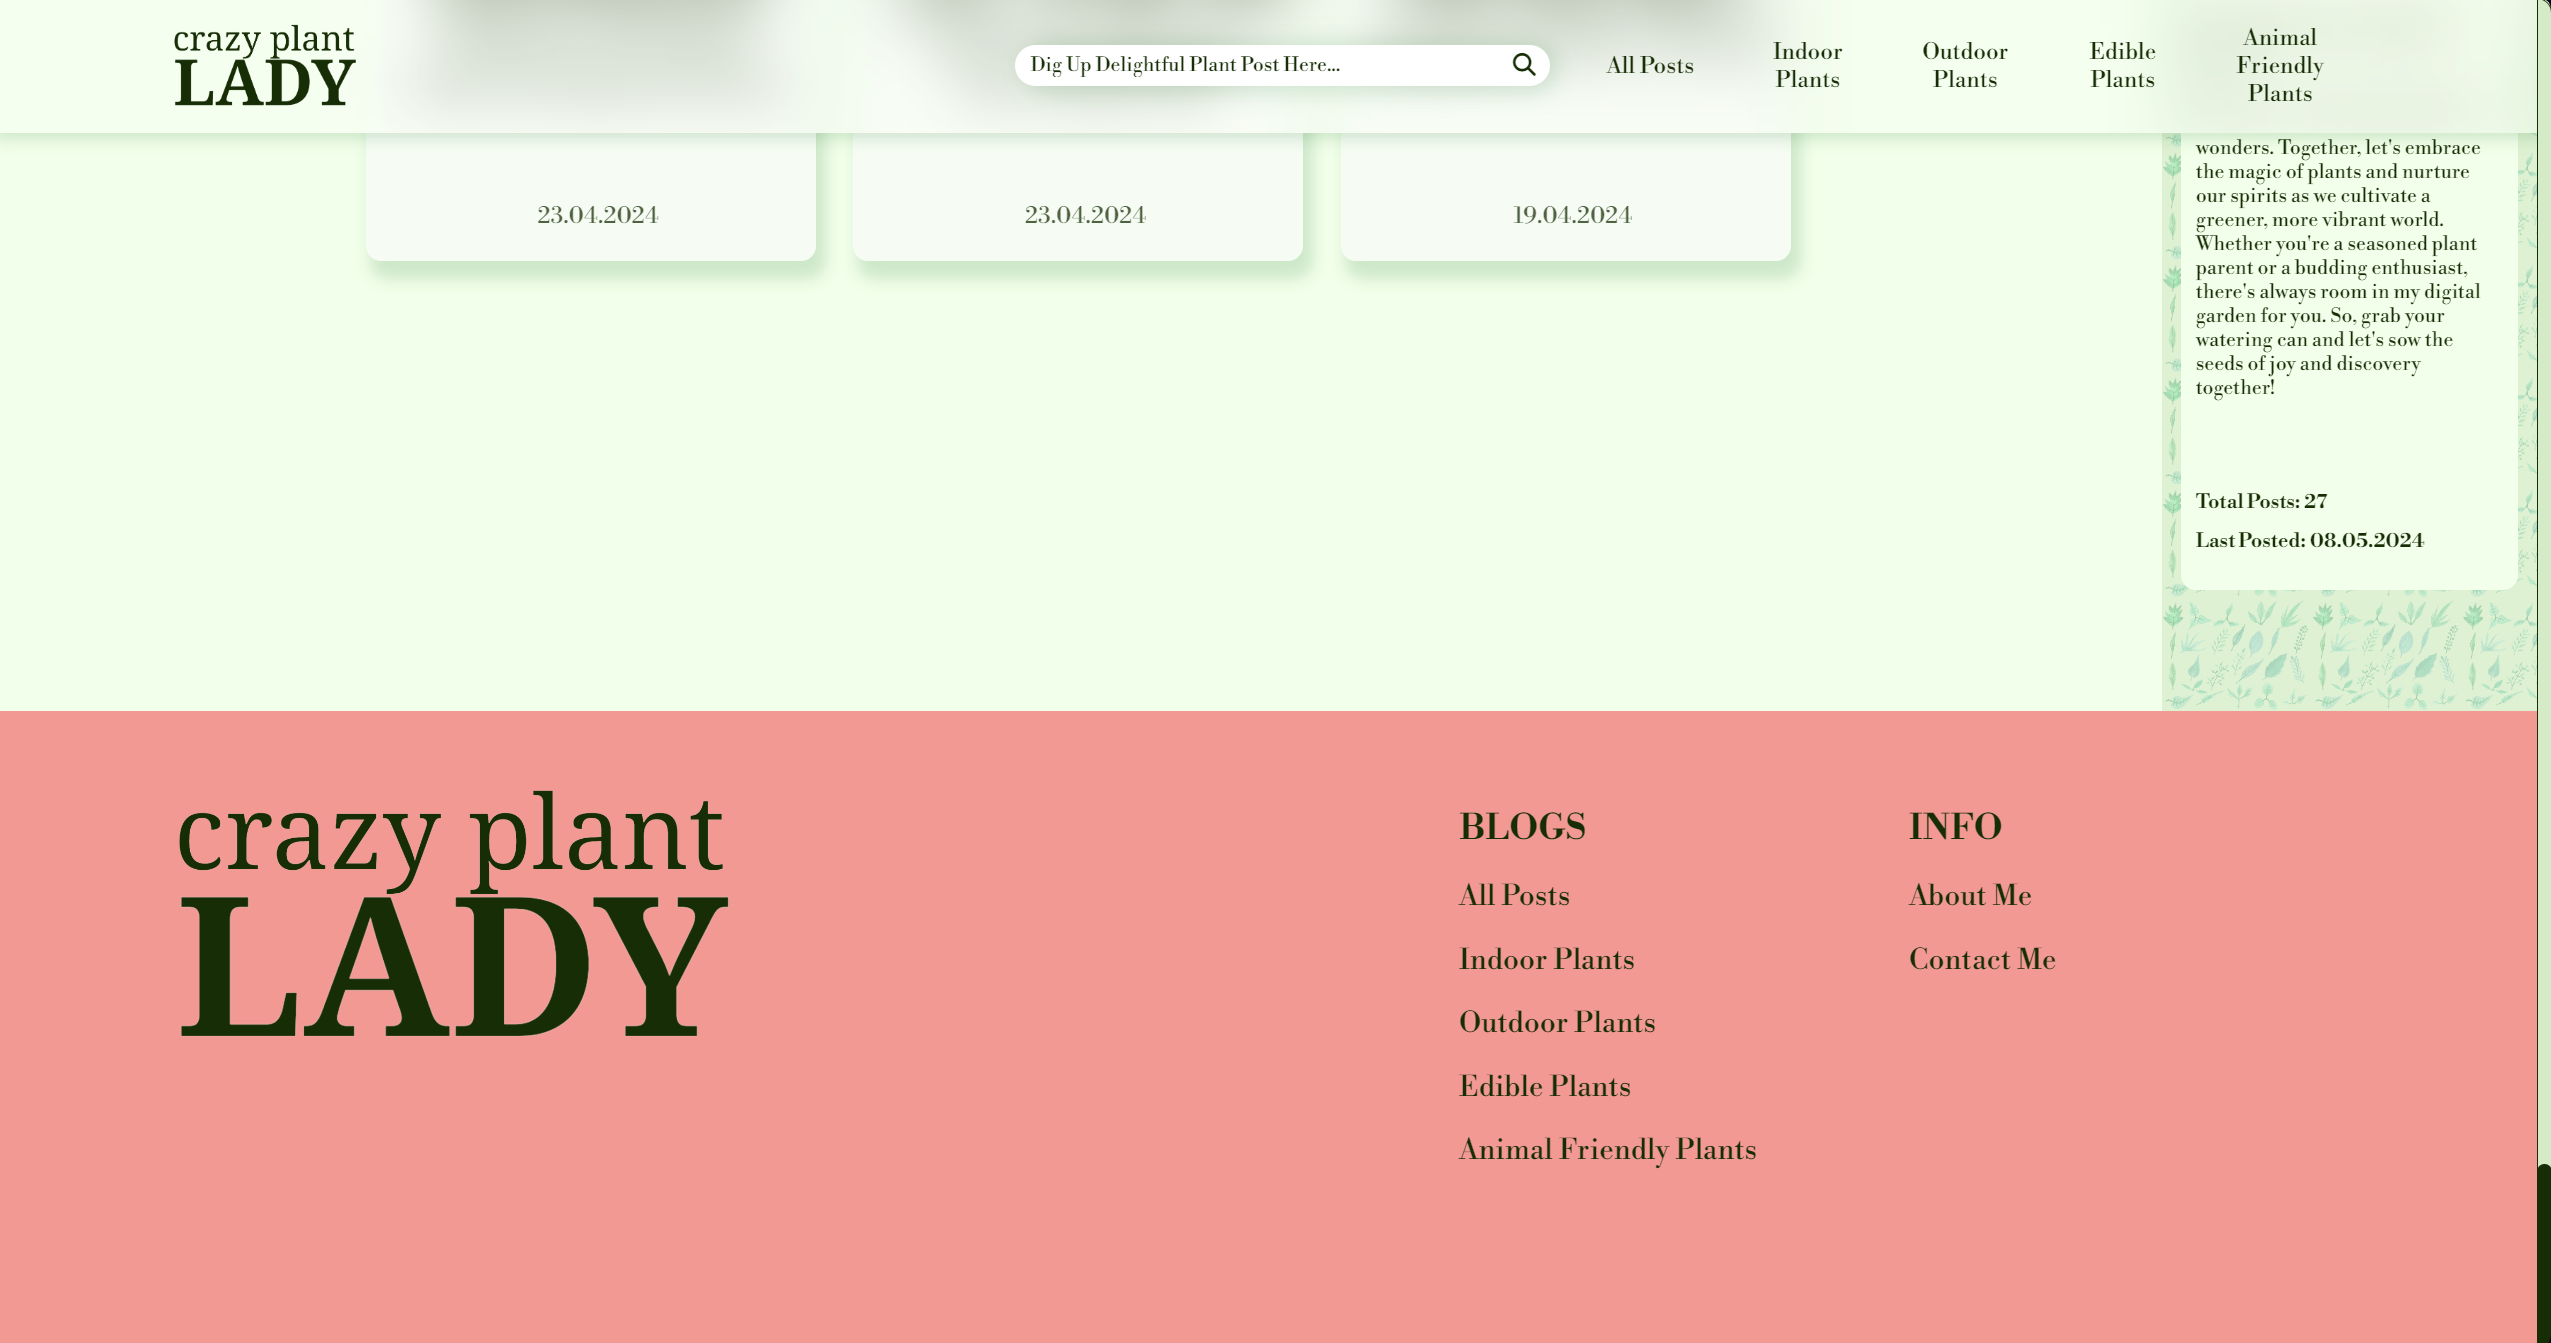 crazy plant
LADY
Dig Up Delightful Plant Post Here...
All Posts
Indoor
Plants
Outdoor
Plants
Edible
Plants
Animal
Friendly
Plants
23.04.2024
23.04.2024
19.04.2024
wonders. Together, let's embrace
the magic of plants and nurture
our spirits as we cultivate a
greener, more vibrant world.
Whether you're a seasoned plant
parent or a budding enthusiast,
there's always room in my digital
garden for you. So, grab your
watering can and let's sow the
seeds of joy and discovery
together!
Total Posts: 27
Last Posted: 08.05.2024
crazy plant
LADY
BLOGS
All Posts
Indoor Plants
Outdoor Plants
Edible Plants
Animal Friendly Plants
INFO
About Me
Contact Me